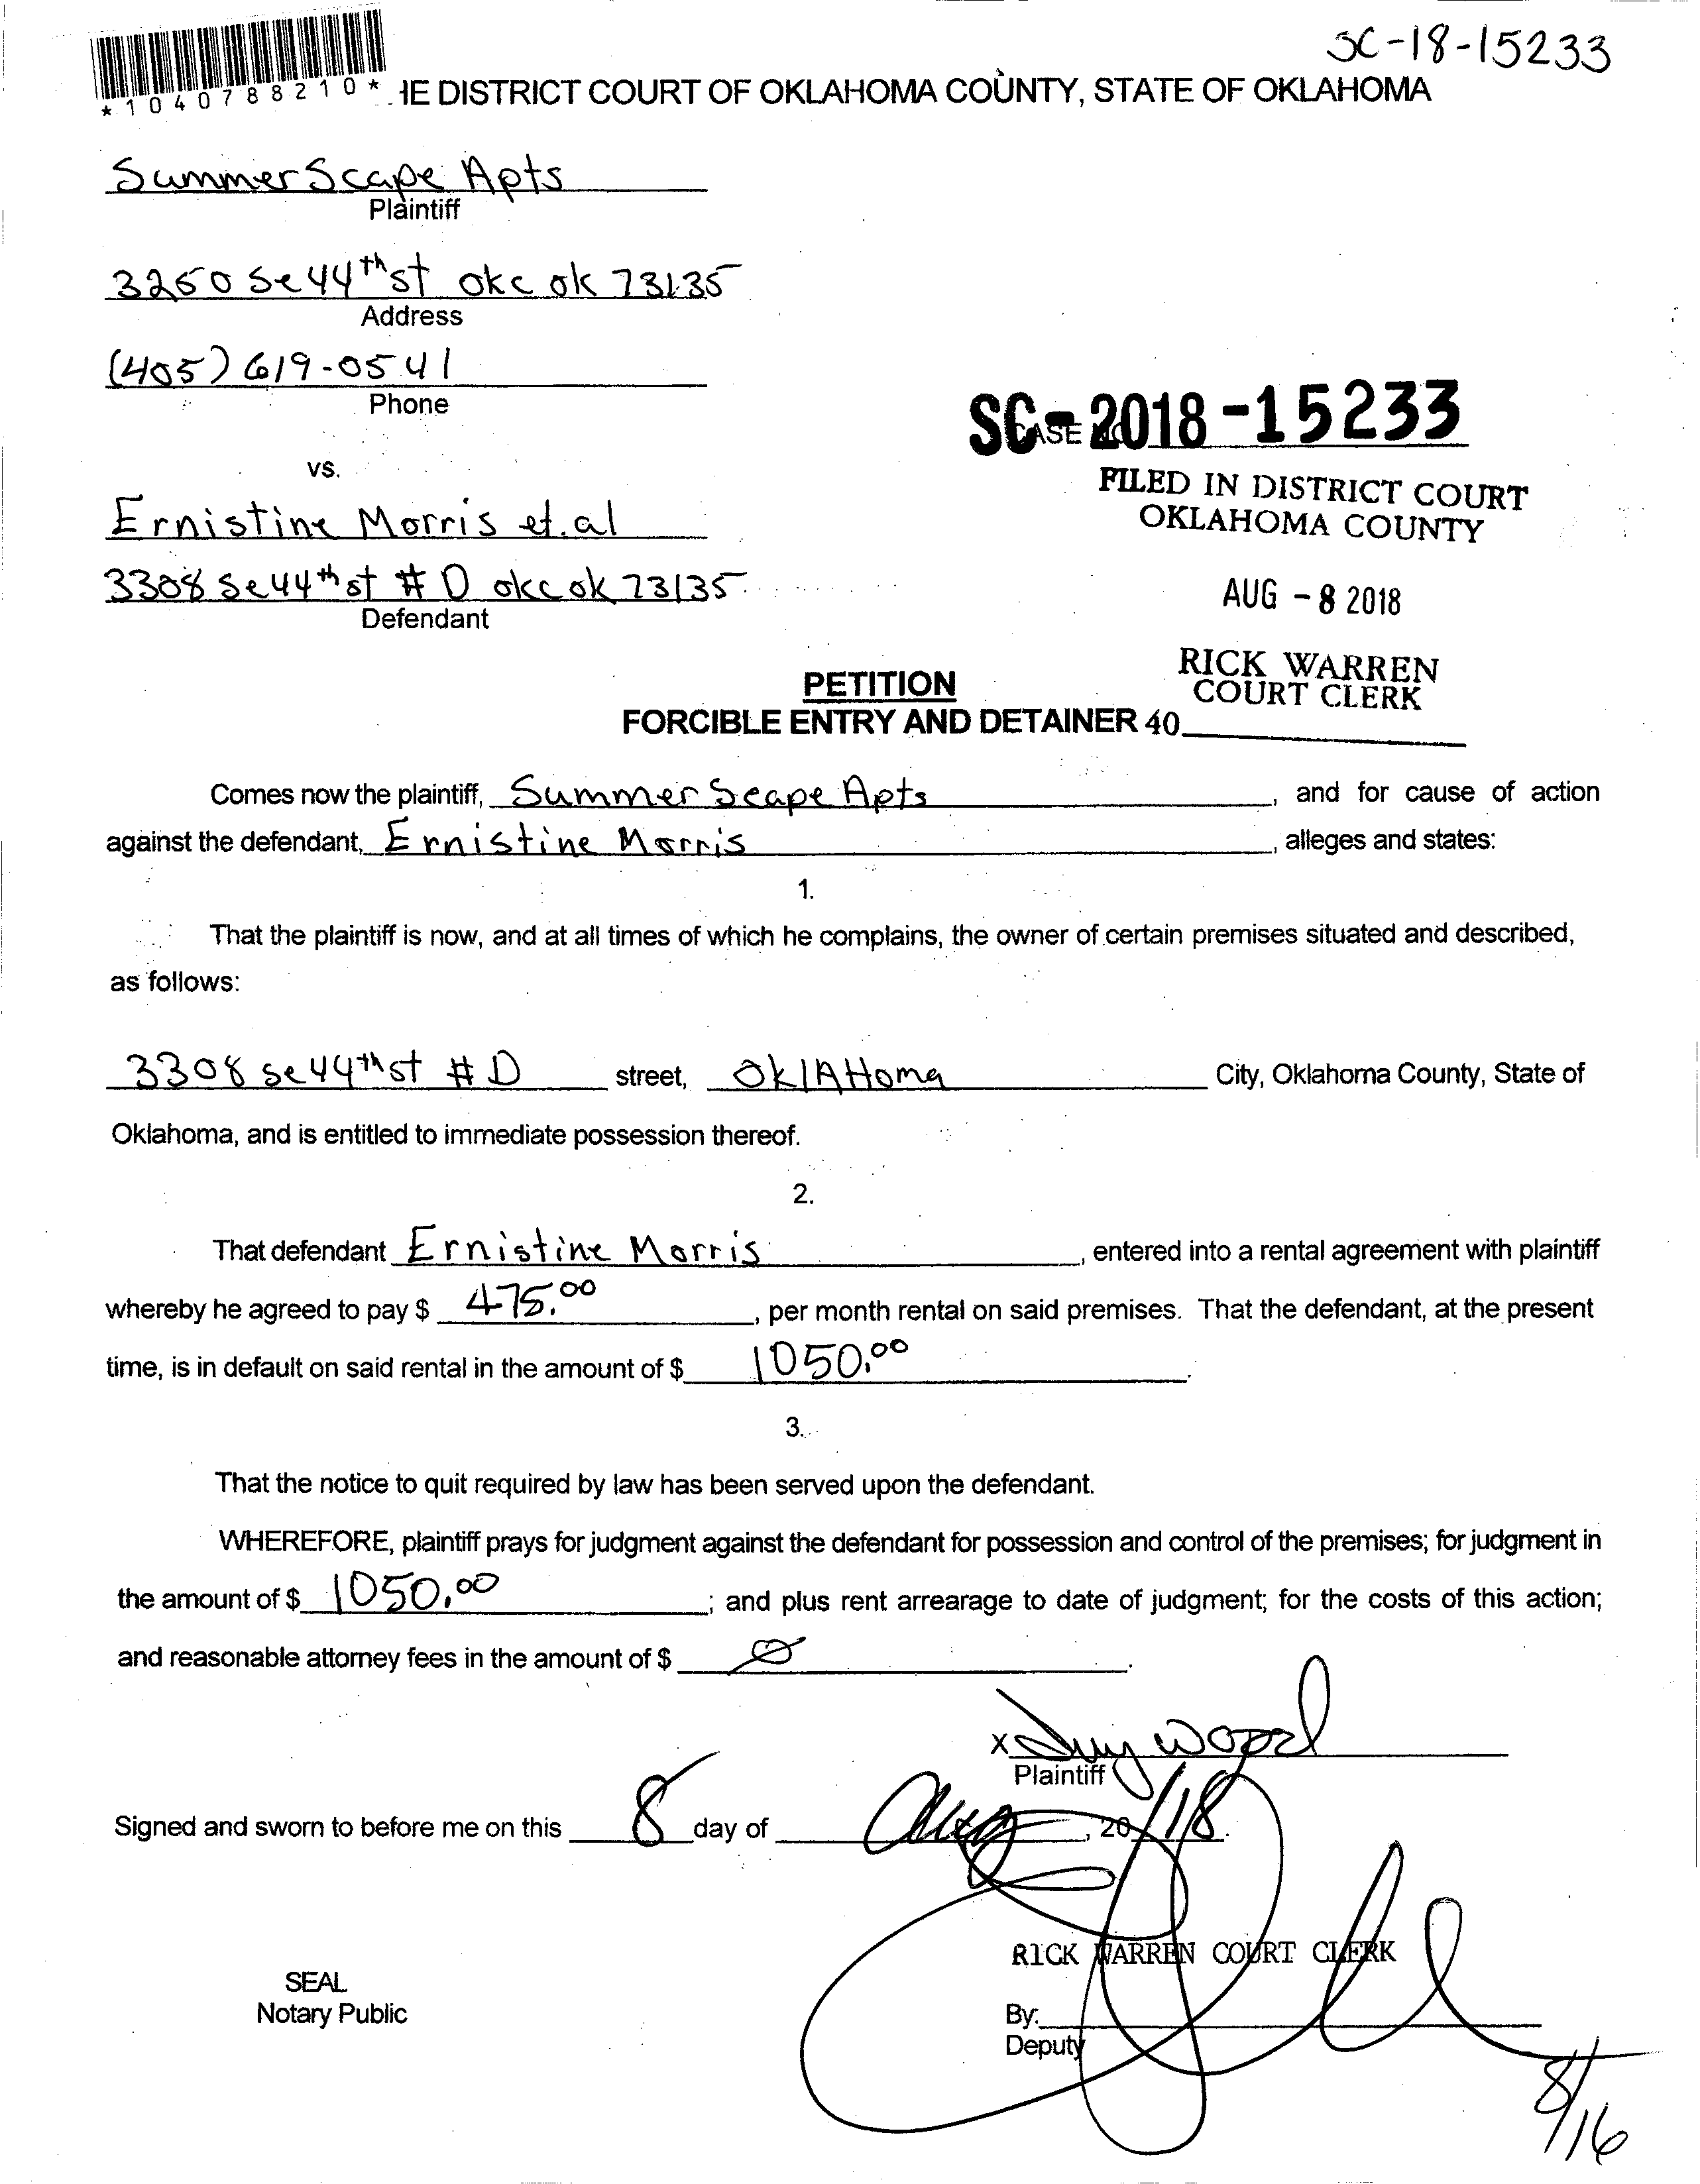 SC-18-15233
*1040788210* HE DISTRICT COURT OF OKLAHOMA COUNTY, STATE OF OKLAHOMA
SummerScape Apts
Plaintiff
3250 Se 44th st okc ok 73135
Address
(405) 619-0541
Phone
SC-2018-15233
CASE NO
vs.
FILED IN DISTRICT COURT
OKLAHOMA COUNTY
Ernistine Morris et.al
3308 Se 44th st # D okc ok 73135
Defendant
AUG - 8 2018
RICK WARREN
COURT CLERK
PETITION
FORCIBLE ENTRY AND DETAINER 40
Comes now the plaintiff, Summer Scape Apts, and for cause of action
against the defendant, Ernistine Morris, alleges and states:
1.
That the plaintiff is now, and at all times of which he complains, the owner of certain premises situated and described,
as follows:
3308 se 44th st # D street, OklAHoma City, Oklahoma County, State of
Oklahoma, and is entitled to immediate possession thereof.
2.
That defendant Ernistine Morris, entered into a rental agreement with plaintiff
whereby he agreed to pay $ 475.00, per month rental on said premises. That the defendant, at the present
time, is in default on said rental in the amount of $ 1050.00.
3.
That the notice to quit required by law has been served upon the defendant.
WHEREFORE, plaintiff prays for judgment against the defendant for possession and control of the premises; for judgment in
the amount of $ 1050.00; and plus rent arrearage to date of judgment; for the costs of this action;
and reasonable attorney fees in the amount of $ Ø.
X Wood
Plaintiff
Signed and sworn to before me on this 8 day of Aug, 20 18.
RICK WARREN COURT CLERK
SEAL
Notary Public
By:
Deputy
8/16